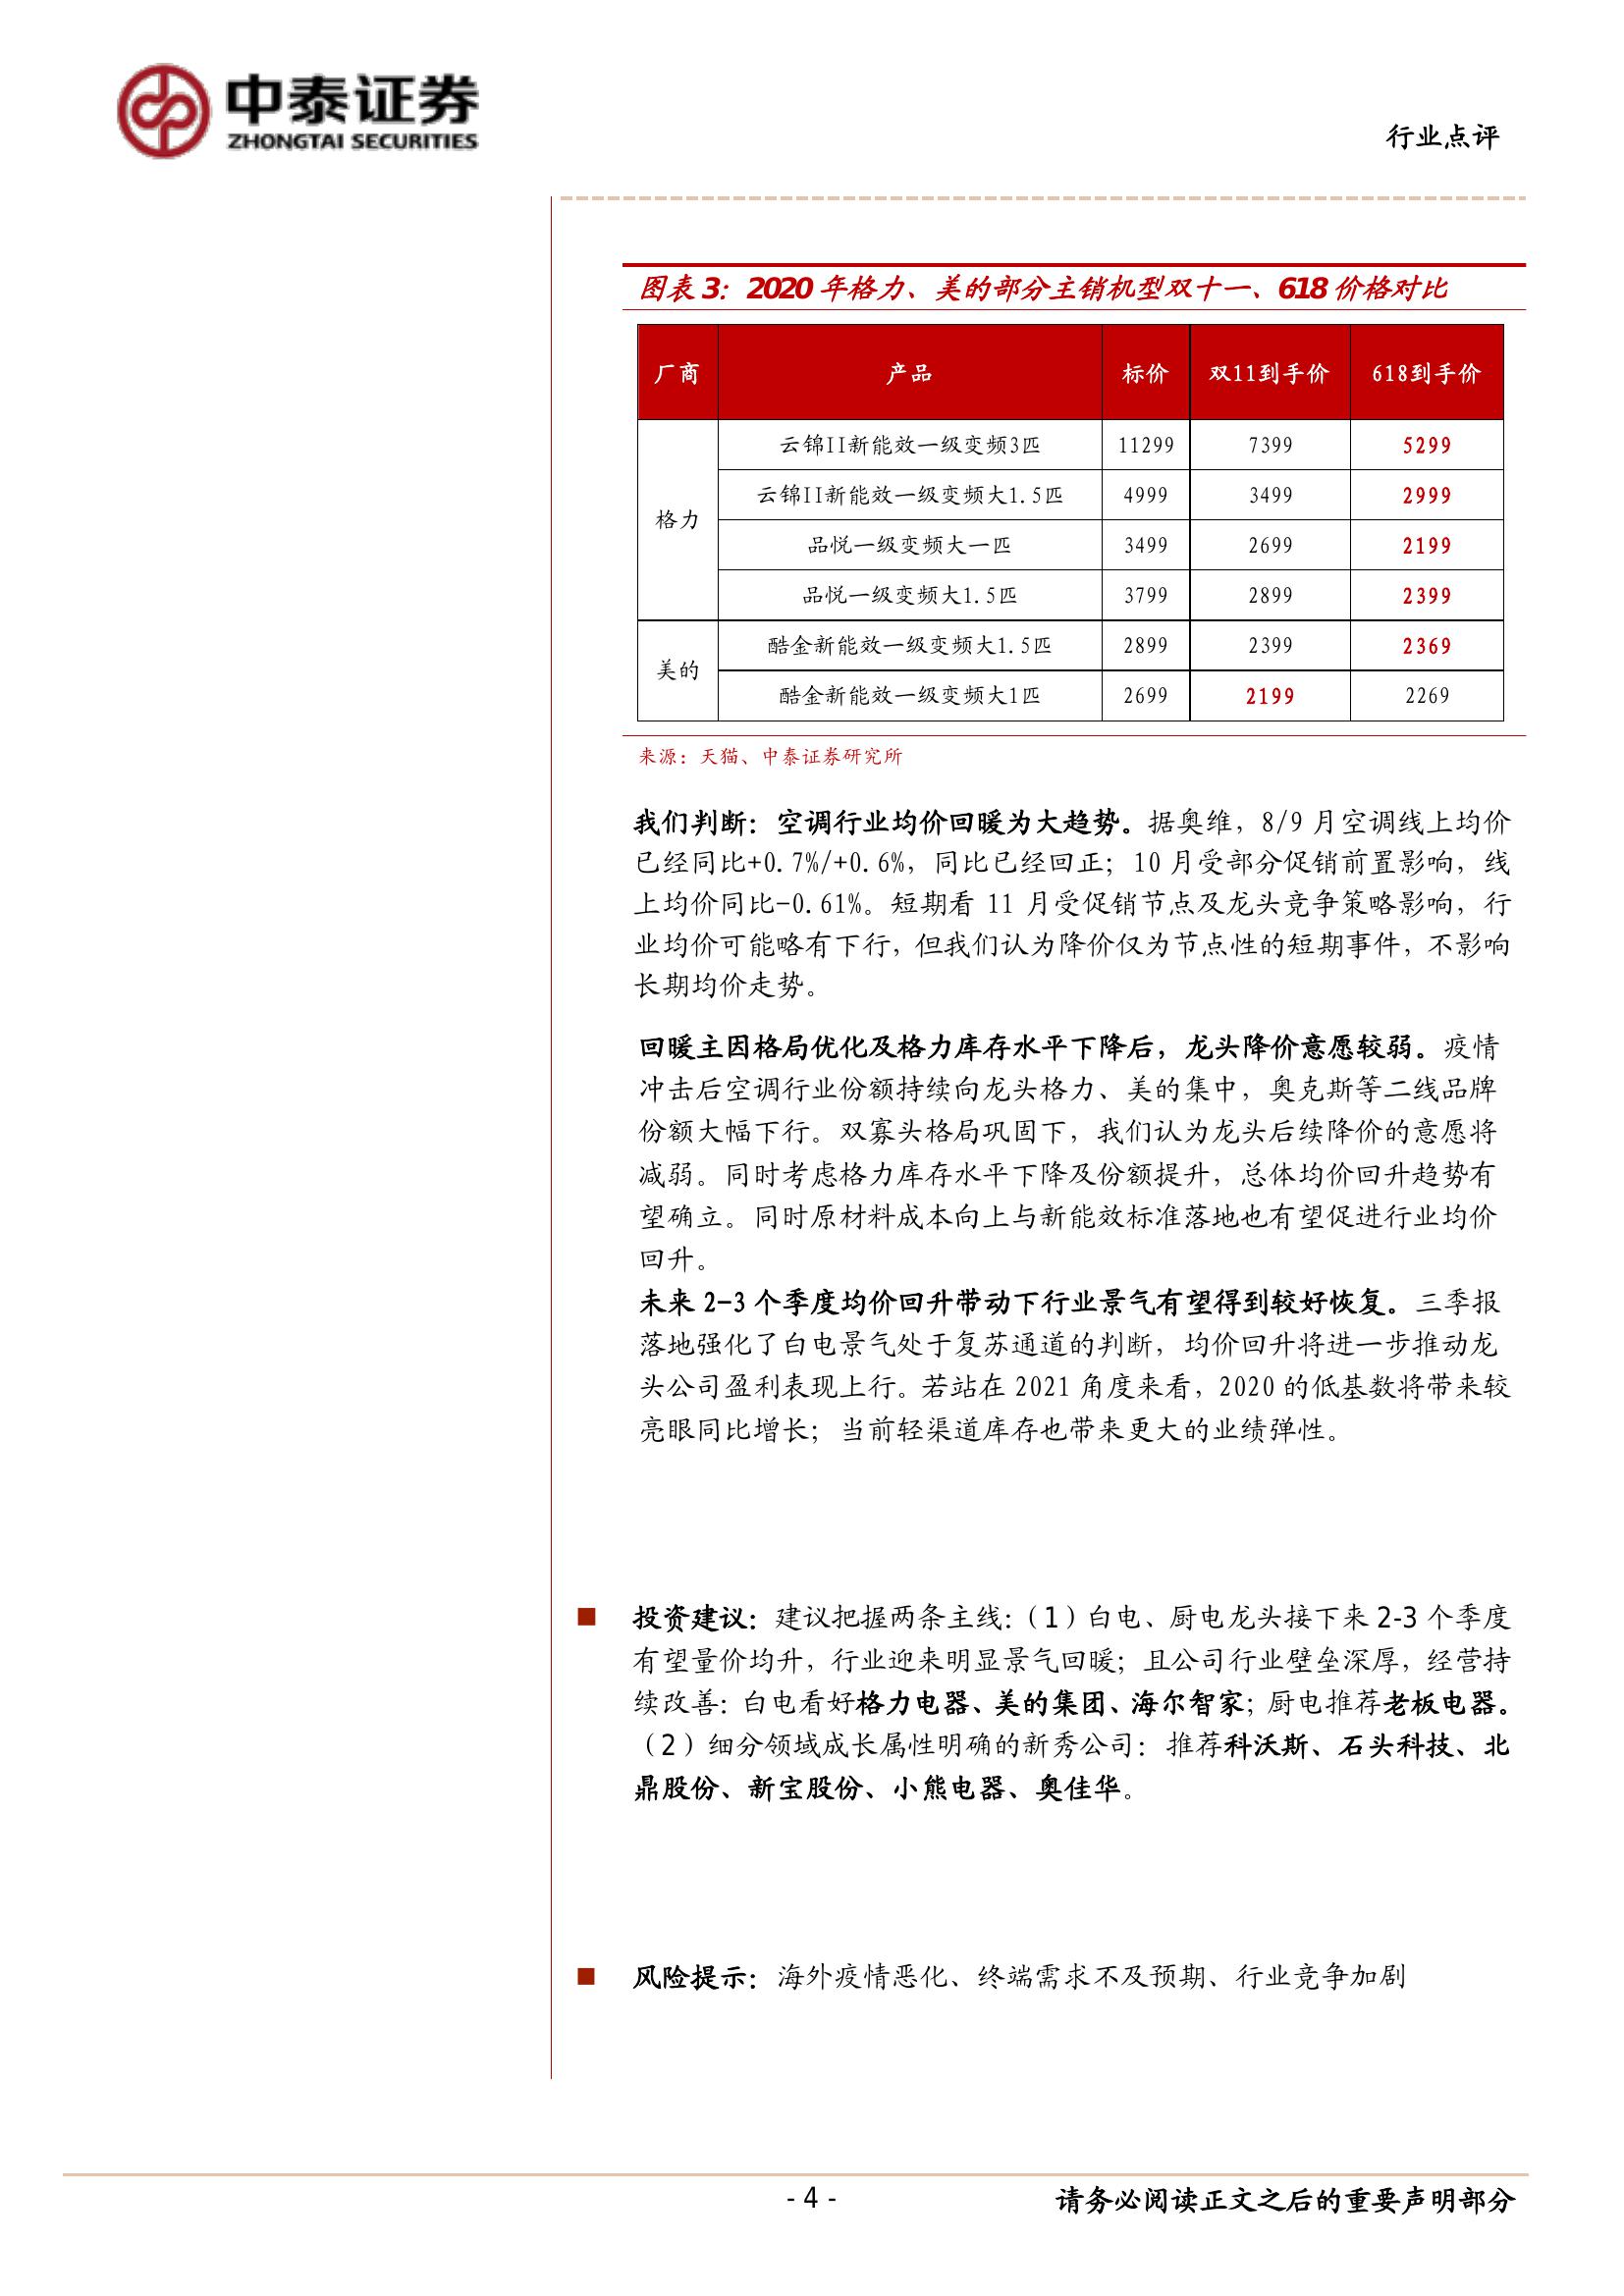 中泰证券
ZHONGTAI SECURITIES
行业点评
图表 3：2020 年格力、美的部分主销机型双十一、618 价格对比
厂商 产品 标价 双11到手价 618到手价
格力
云锦II新能效一级变频3匹 11299 7399 5299
云锦II新能效一级变频大1.5匹 4999 3499 2999
品悦一级变频大一匹 3499 2699 2199
品悦一级变频大1.5匹 3799 2899 2399
美的
酷金新能效一级变频大1.5匹 2899 2399 2369
酷金新能效一级变频大1匹 2699 2199 2269
来源：天猫、中泰证券研究所
我们判断：空调行业均价回暖为大趋势。据奥维，8/9 月空调线上均价
已经同比+0.7%/+0.6%，同比已经回正；10 月受部分促销前置影响，线
上均价同比-0.61%。短期看 11 月受促销节点及龙头竞争策略影响，行
业均价可能略有下行，但我们认为降价仅为节点性的短期事件，不影响
长期均价走势。
回暖主因格局优化及格力库存水平下降后，龙头降价意愿较弱。疫情
冲击后空调行业份额持续向龙头格力、美的集中，奥克斯等二线品牌
份额大幅下行。双寡头格局巩固下，我们认为龙头后续降价的意愿将
减弱。同时考虑格力库存水平下降及份额提升，总体均价回升趋势有
望确立。同时原材料成本向上与新能效标准落地也有望促进行业均价
回升。
未来 2-3 个季度均价回升带动下行业景气有望得到较好恢复。三季报
落地强化了白电景气处于复苏通道的判断，均价回升将进一步推动龙
头公司盈利表现上行。若站在 2021 角度来看，2020 的低基数将带来较
亮眼同比增长；当前轻渠道库存也带来更大的业绩弹性。
■ 投资建议：建议把握两条主线：（1）白电、厨电龙头接下来 2-3 个季度
有望量价均升，行业迎来明显景气回暖；且公司行业壁垒深厚，经营持
续改善：白电看好格力电器、美的集团、海尔智家；厨电推荐老板电器。
（2）细分领域成长属性明确的新秀公司：推荐科沃斯、石头科技、北
鼎股份、新宝股份、小熊电器、奥佳华。
■ 风险提示：海外疫情恶化、终端需求不及预期、行业竞争加剧
- 4 -
请务必阅读正文之后的重要声明部分